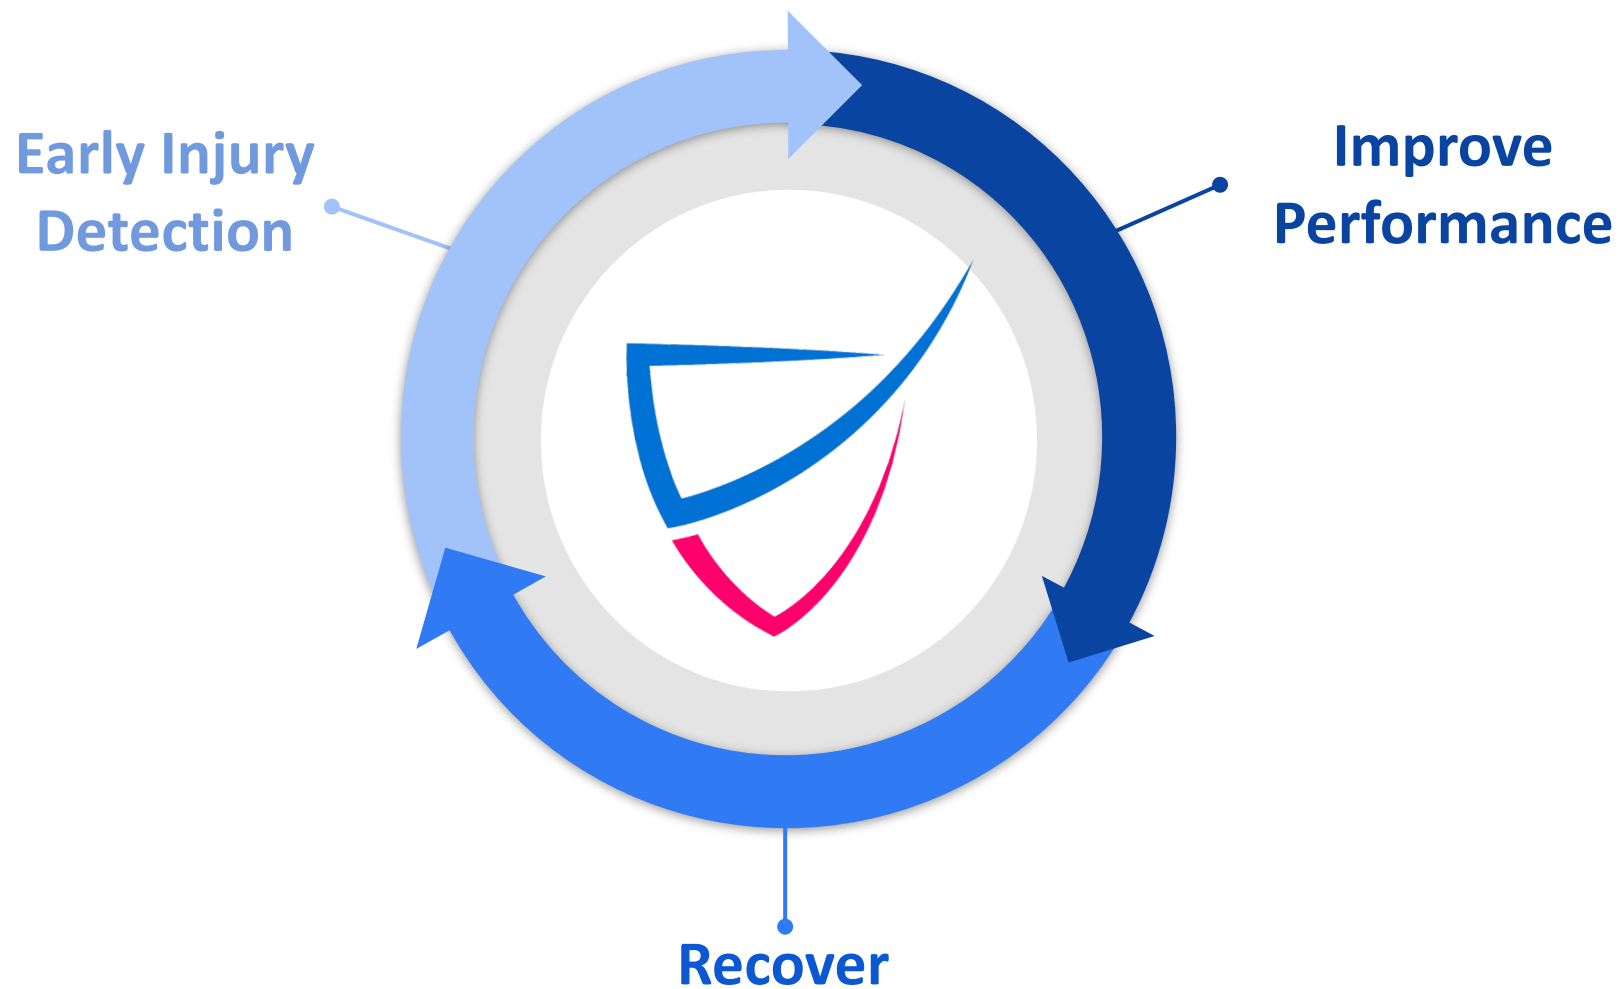 Early Injury
Detection
Improve
Performance
Recover